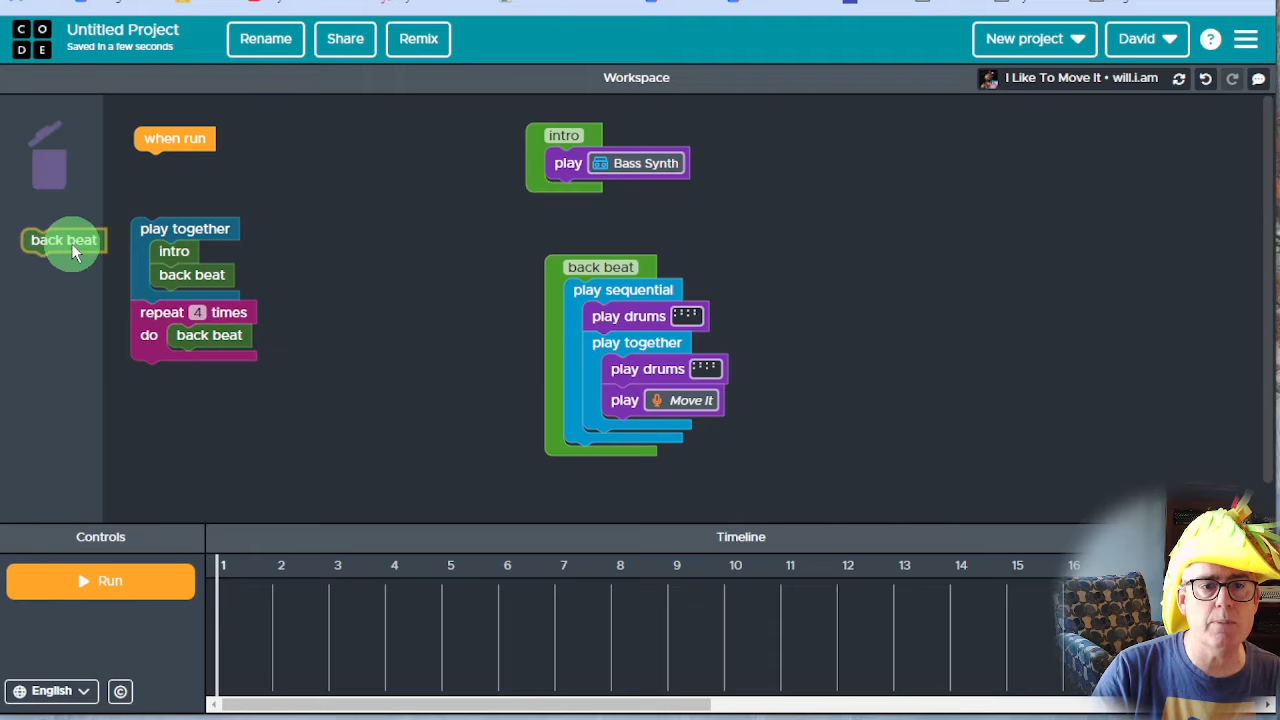 CO
DE
Untitled Project
Saved in a few seconds
Rename
Share
Remix
New project
David
?
Workspace
I Like To Move It • will.i.am
when run
intro
play Bass Synth
back beat
play together
intro
back beat
repeat 4 times
do back beat
back beat
play sequential
play drums
play together
play drums
play Move It
Controls
Timeline
Run
1 2 3 4 5 6 7 8 9 10 11 12 13 14 15 16
English
©